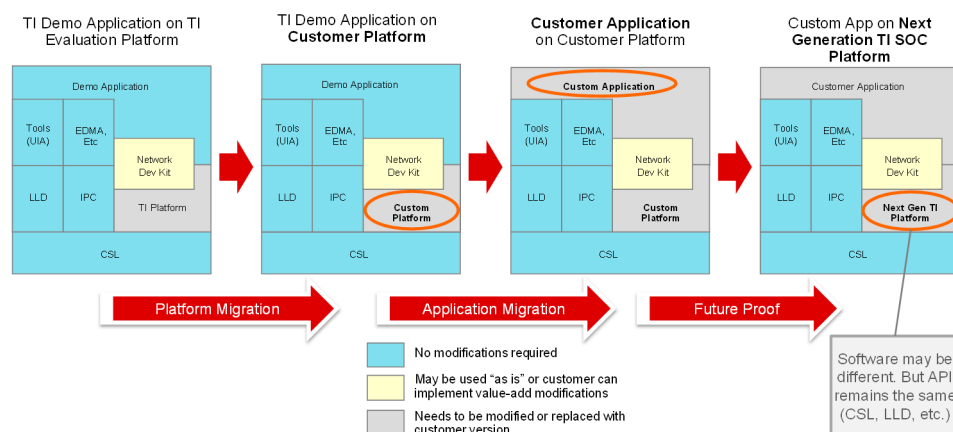 TI Demo Application on TI
Evaluation Platform
Demo Application
Tools
(UIA)
EDMA,
Etc
Network
Dev Kit
LLD
IPC
TI Platform
CSL
TI Demo Application on
Customer Platform
Demo Application
Tools
(UIA)
EDMA,
Etc
Network
Dev Kit
LLD
IPC
Custom
Platform
CSL
Customer Application
on Customer Platform
Custom Application
Tools
(UIA)
EDMA,
Etc
Network
Dev Kit
LLD
IPC
Custom
Platform
CSL
Custom App on Next
Generation TI SOC
Platform
Customer Application
Tools
(UIA)
EDMA,
Etc
Network
Dev Kit
LLD
IPC
Next Gen TI
Platform
CSL
Platform Migration
Application Migration
Future Proof
No modifications required
May be used “as is” or customer can
implement value-add modifications
Needs to be modified or replaced with
customer version
Software may be
different. But API
remains the same
(CSL, LLD, etc.)